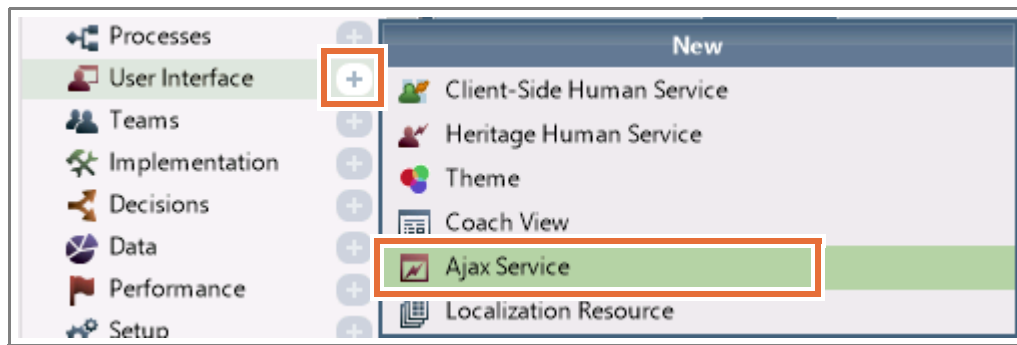 Processes
User Interface
Teams
Implementation
Decisions
Data
Performance
Setup
New
Client-Side Human Service
Heritage Human Service
Theme
Coach View
Ajax Service
Localization Resource